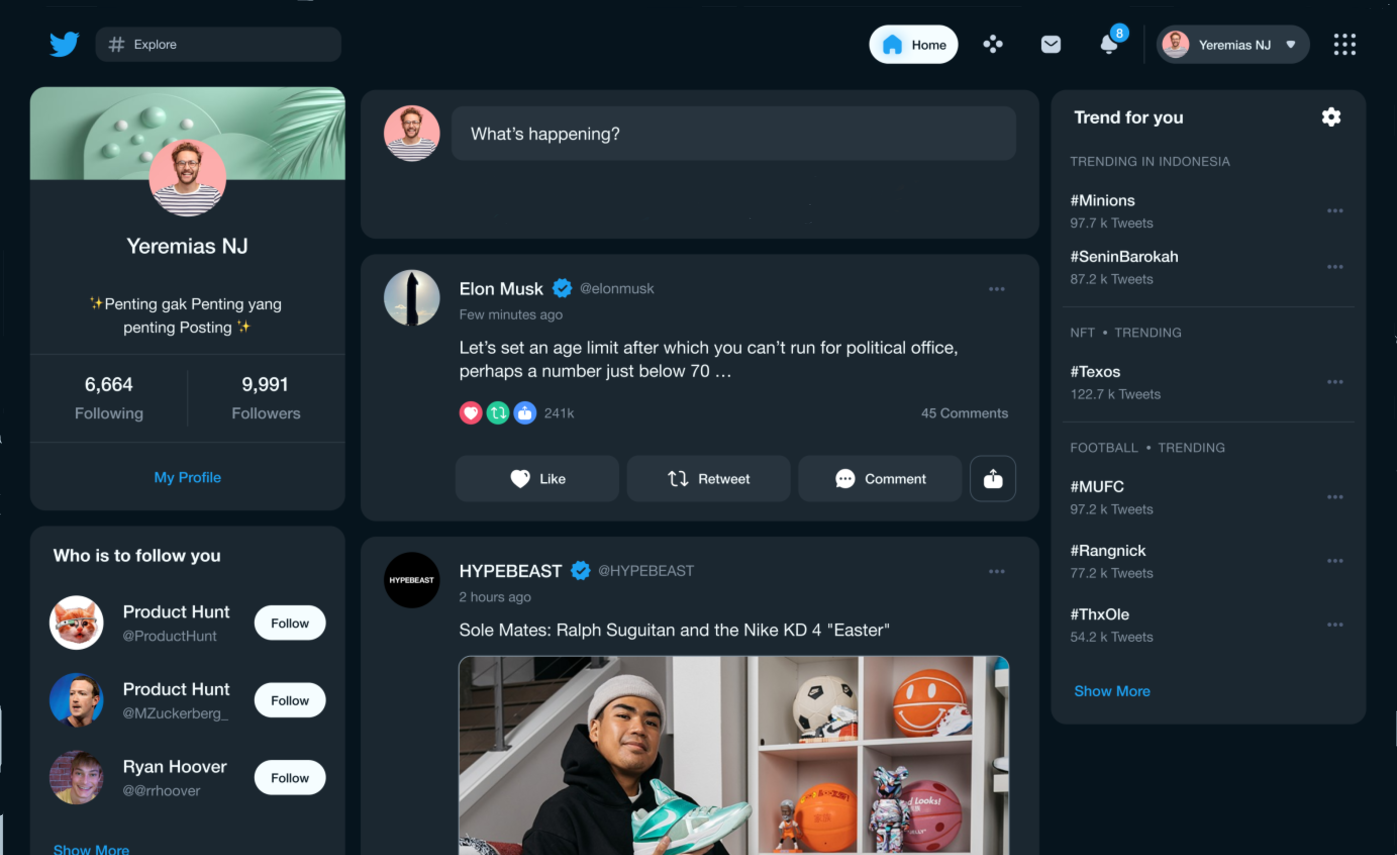 Explore
Home
8
Yeremias NJ
Yeremias NJ
✨Penting gak Penting yang
penting Posting ✨
6,664
Following
9,991
Followers
My Profile
Who is to follow you
Product Hunt
@ProductHunt
Follow
Product Hunt
@MZuckerberg_
Follow
Ryan Hoover
@@rrhoover
Follow
Show More
What's happening?
Elon Musk @elonmusk
Few minutes ago
Let's set an age limit after which you can't run for political office,
perhaps a number just below 70 ...
241k
45 Comments
Like
Retweet
Comment
HYPEBEAST
HYPEBEAST @HYPEBEAST
2 hours ago
Sole Mates: Ralph Suguitan and the Nike KD 4 "Easter"
Looks!
Trend for you
TRENDING IN INDONESIA
#Minions
97.7 k Tweets
#SeninBarokah
87.2 k Tweets
NFT • TRENDING
#Texos
122.7 k Tweets
FOOTBALL • TRENDING
#MUFC
97.2 k Tweets
#Rangnick
77.2 k Tweets
#ThxOle
54.2 k Tweets
Show More